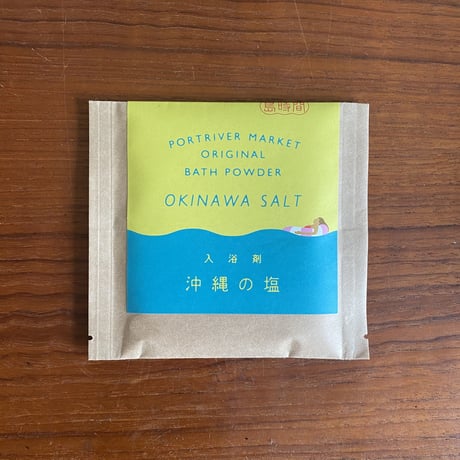 島時間
PORTRIVER MARKET
ORIGINAL
BATH POWDER
OKINAWA SALT
入浴剤
沖縄の塩